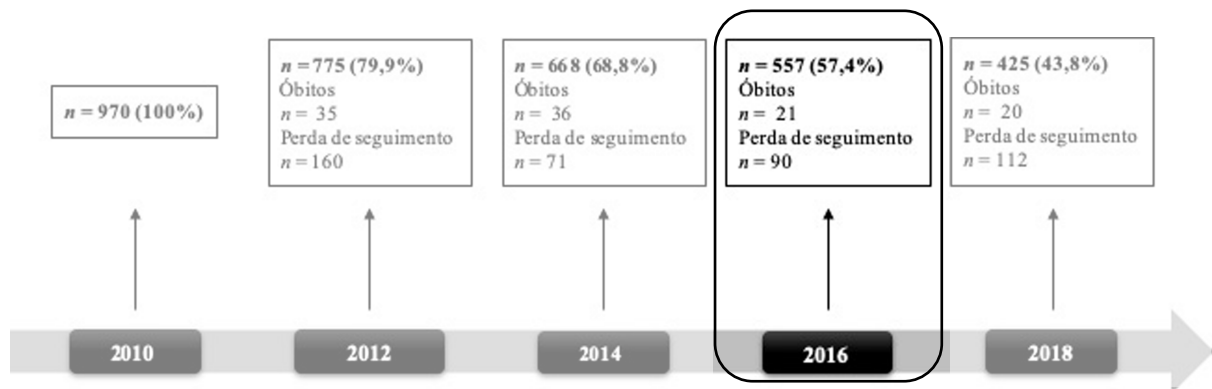 n = 970 (100%)
n = 775 (79,9%)
Óbitos
n = 35
Perda de seguimento
n = 160
n = 668 (68,8%)
Óbitos
n = 36
Perda de seguimento
n = 71
n = 557 (57,4%)
Óbitos
n = 21
Perda de seguimento
n = 90
n = 425 (43,8%)
Óbitos
n = 20
Perda de seguimento
n = 112
2010
2012
2014
2016
2018